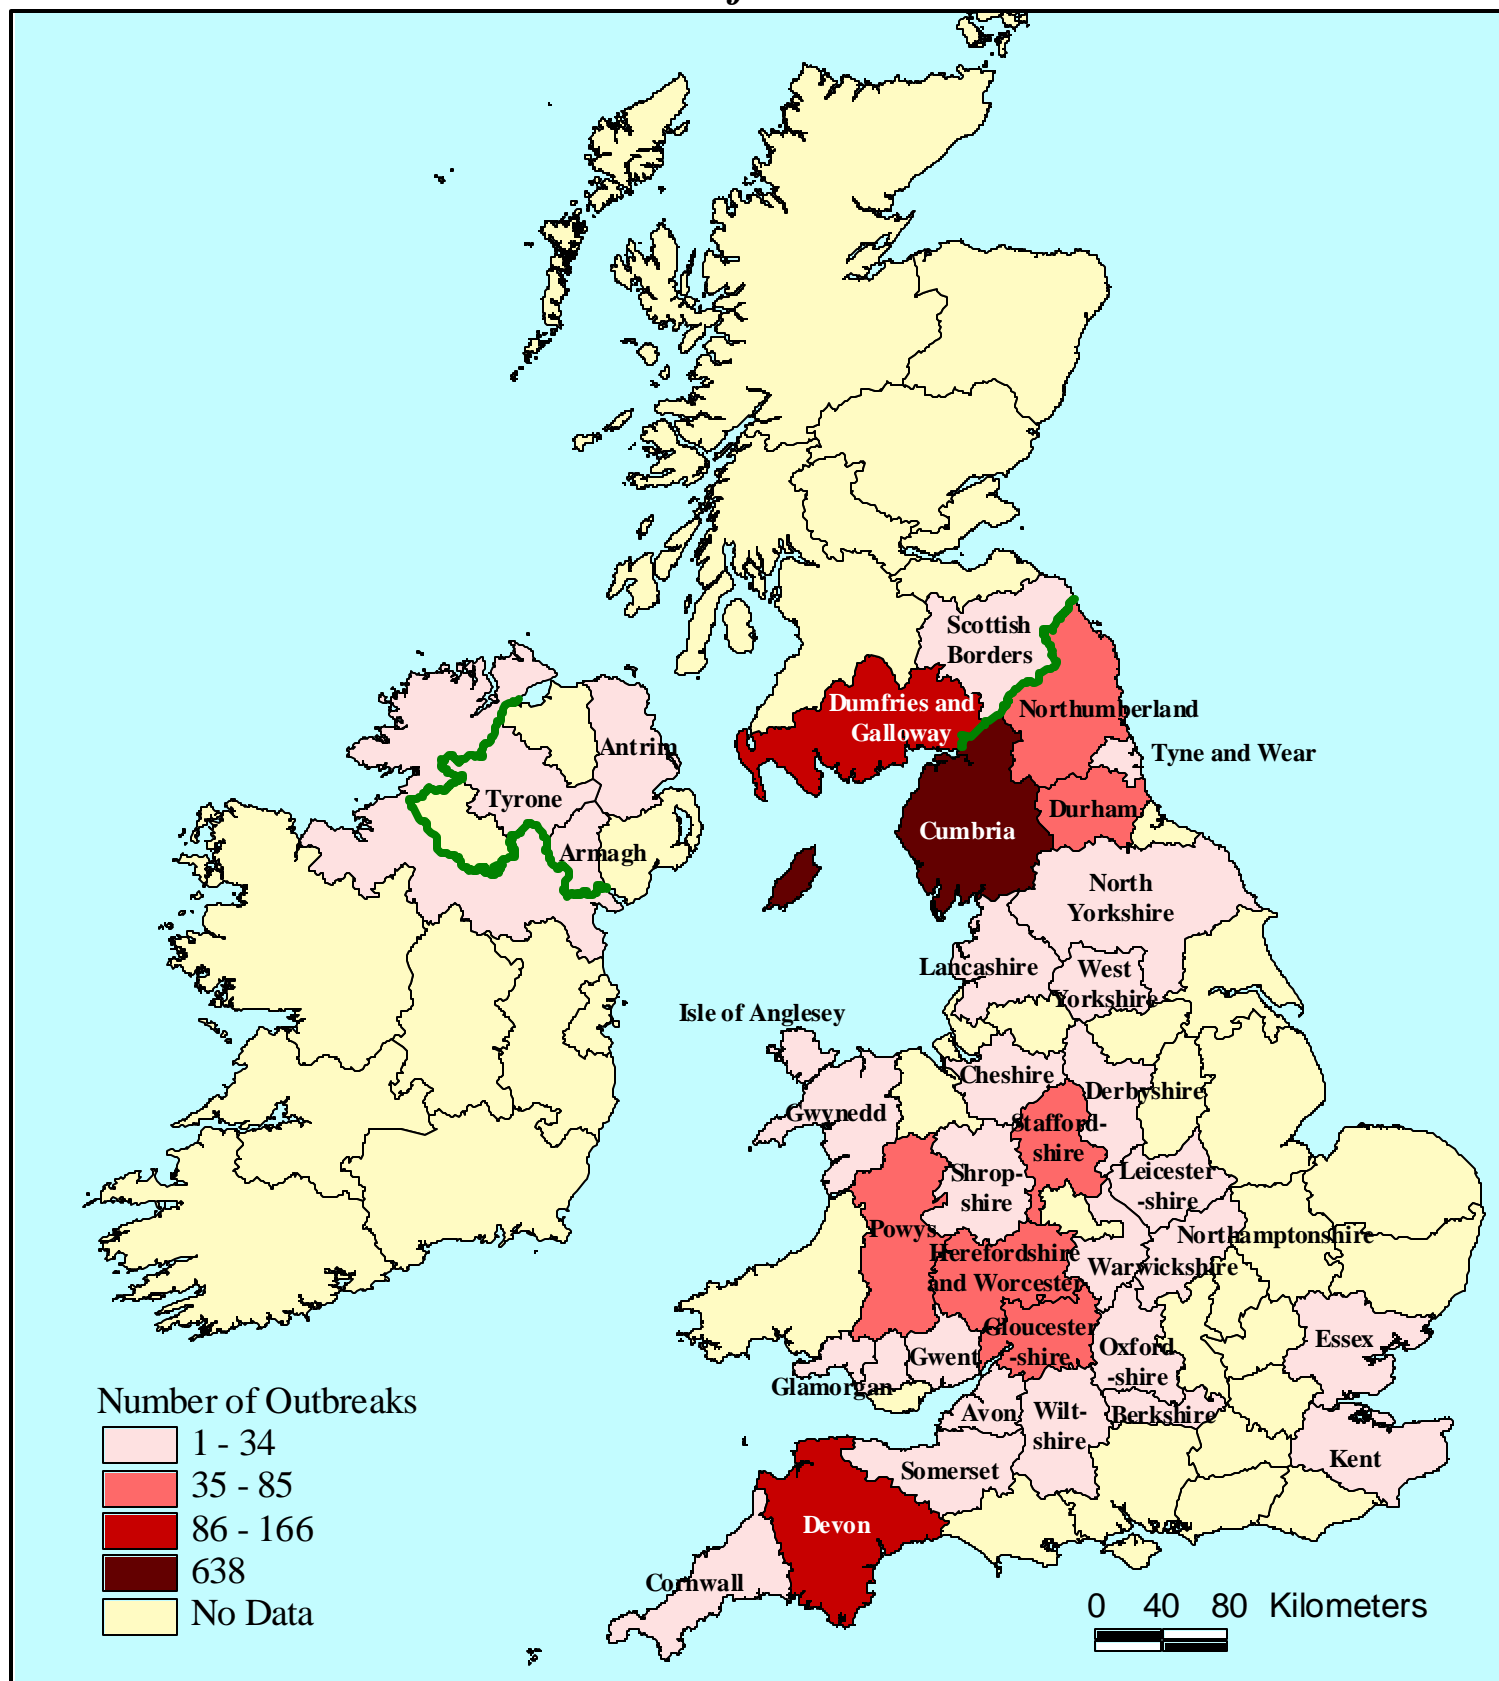 Scottish
Borders
Dumfries and
Galloway
Northumberland
Antrim
Tyne and Wear
Tyrone
Durham
Cumbria
Armagh
North
Yorkshire
Lancashire
West
Yorkshire
Isle of Anglesey
Cheshire
Derbyshire
Gwynedd
Stafford-
shire
Leicester
-shire
Shrop-
shire
Powys
Northamptonshire
Herefordshire
and Worcester
Warwickshire
Gloucester
-shire
Oxford
-shire
Essex
Gwent
Glamorgan
Avon
Wilt-
shire
Berkshire
Kent
Somerset
Devon
Cornwall
Number of Outbreaks
1 - 34
35 - 85
86 - 166
638
No Data
0 40 80 Kilometers